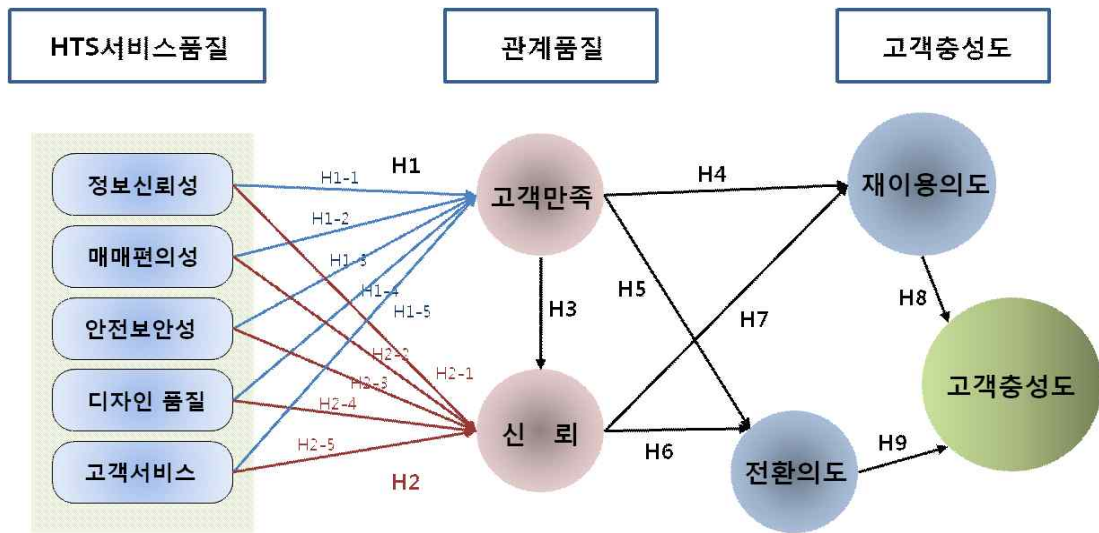 HTS서비스품질
관계품질
고객충성도
정보신뢰성
매매편의성
안전보안성
디자인 품질
고객서비스
H1
H1-1
H1-2
H1-3
H1-4
H1-5
H2-2
H2-1
H2-3
H2-4
H2-5
H2
고객만족
H3
신 뢰
H4
H5
H7
H6
재이용의도
H8
고객충성도
H9
전환의도